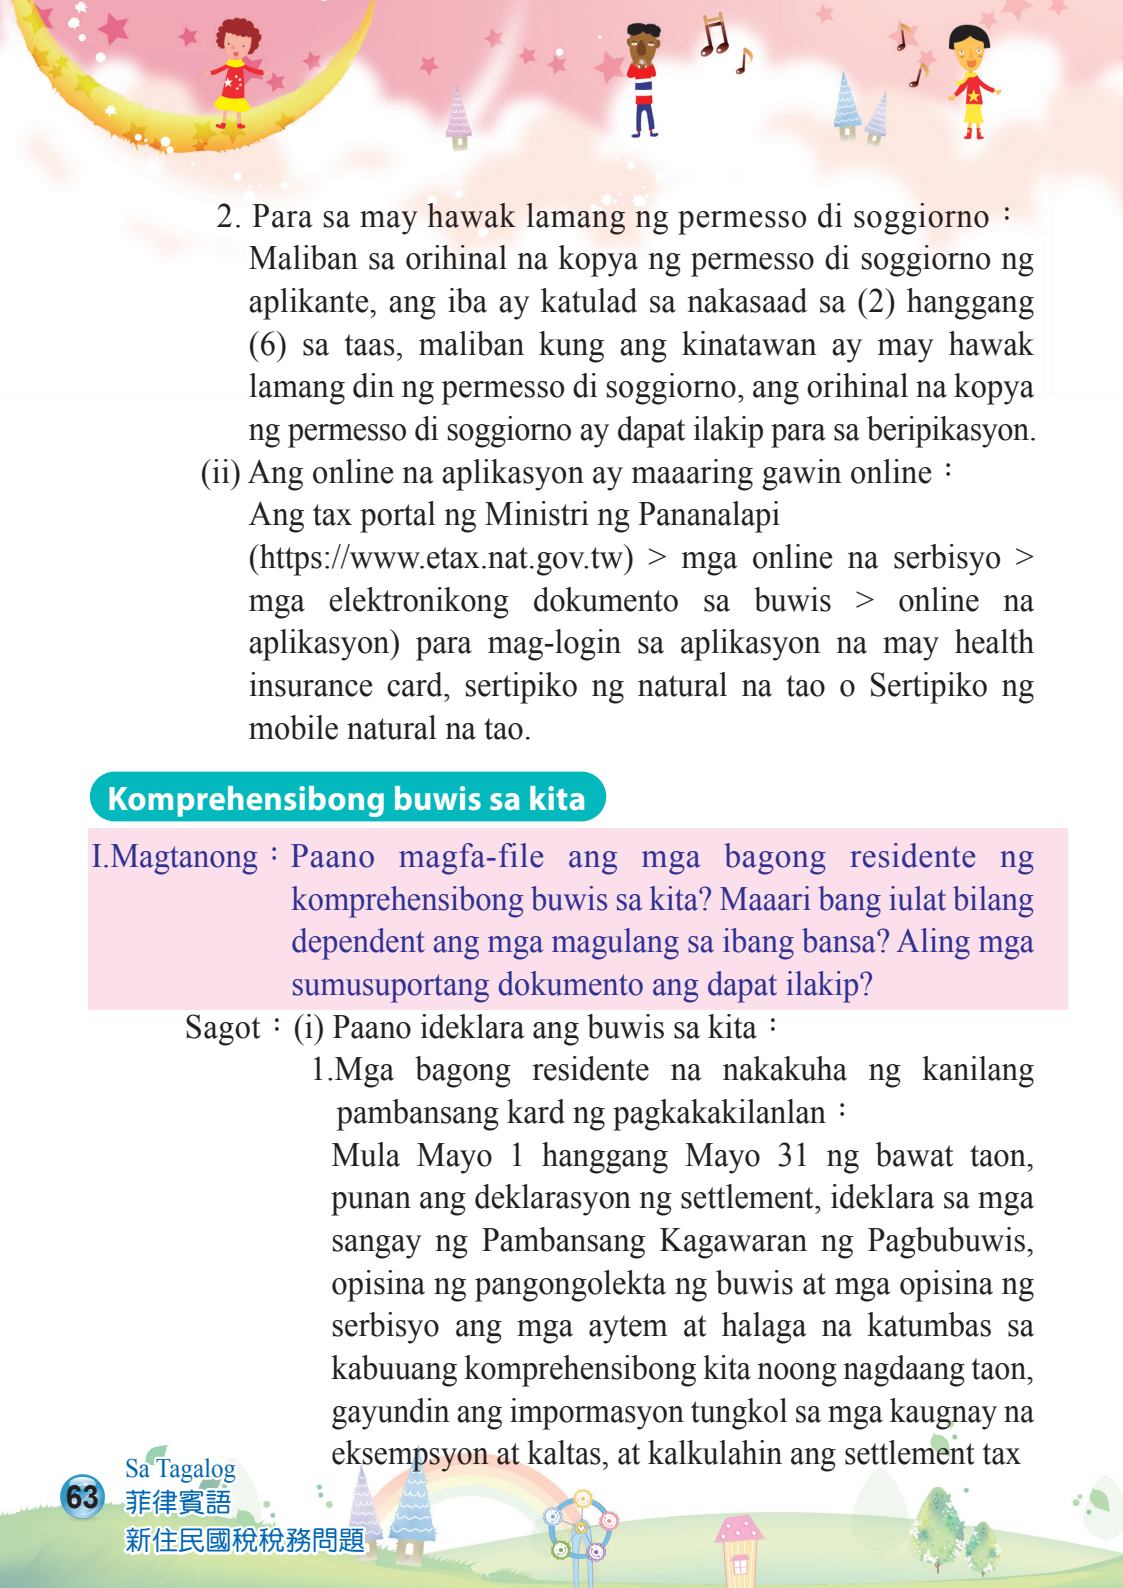 2. Para sa may hawak lamang ng permesso di soggiorno：
Maliban sa orihinal na kopya ng permesso di soggiorno ng
aplikante, ang iba ay katulad sa nakasaad sa (2) hanggang
(6) sa taas, maliban kung ang kinatawan ay may hawak
lamang din ng permesso di soggiorno, ang orihinal na kopya
ng permesso di soggiorno ay dapat ilakip para sa beripikasyon.
(ii) Ang online na aplikasyon ay maaaring gawin online：
Ang tax portal ng Ministri ng Pananalapi
(https://www.etax.nat.gov.tw) > mga online na serbisyo >
mga elektronikong dokumento sa buwis > online na
aplikasyon) para mag-login sa aplikasyon na may health
insurance card, sertipiko ng natural na tao o Sertipiko ng
mobile natural na tao.
Komprehensibong buwis sa kita
I.Magtanong：Paano magfa-file ang mga bagong residente ng
komprehensibong buwis sa kita? Maaari bang iulat bilang
dependent ang mga magulang sa ibang bansa? Aling mga
sumusuportang dokumento ang dapat ilakip?
Sagot：(i) Paano ideklara ang buwis sa kita：
1.Mga bagong residente na nakakuha ng kanilang
pambansang kard ng pagkakakilanlan：
Mula Mayo 1 hanggang Mayo 31 ng bawat taon,
punan ang deklarasyon ng settlement, ideklara sa mga
sangay ng Pambansang Kagawaran ng Pagbubuwis,
opisina ng pangongolekta ng buwis at mga opisina ng
serbisyo ang mga aytem at halaga na katumbas sa
kabuuang komprehensibong kita noong nagdaang taon,
gayundin ang impormasyon tungkol sa mga kaugnay na
eksempsyon at kaltas, at kalkulahin ang settlement tax
Sa Tagalog
63 菲律賓語
新住民國稅稅務問題